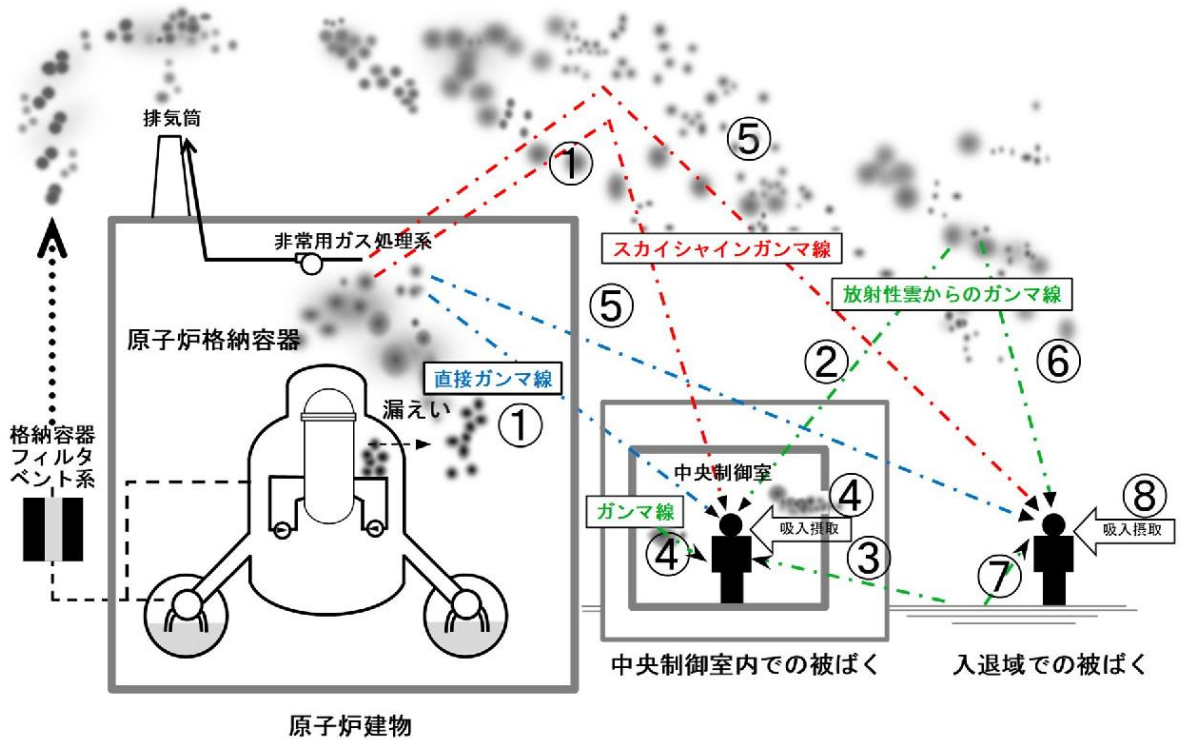 排気筒
①
⑤
非常用ガス処理系
スカイシャインガンマ線
放射性雲からのガンマ線
原子炉格納容器
⑤
②
⑥
直接ガンマ線
①
漏えい
格納容器
フィルタ
ベント系
中央制御室
ガンマ線
④
吸入摂取
④
③
⑧
吸入摂取
⑦
中央制御室内での被ばく
入退域での被ばく
原子炉建物